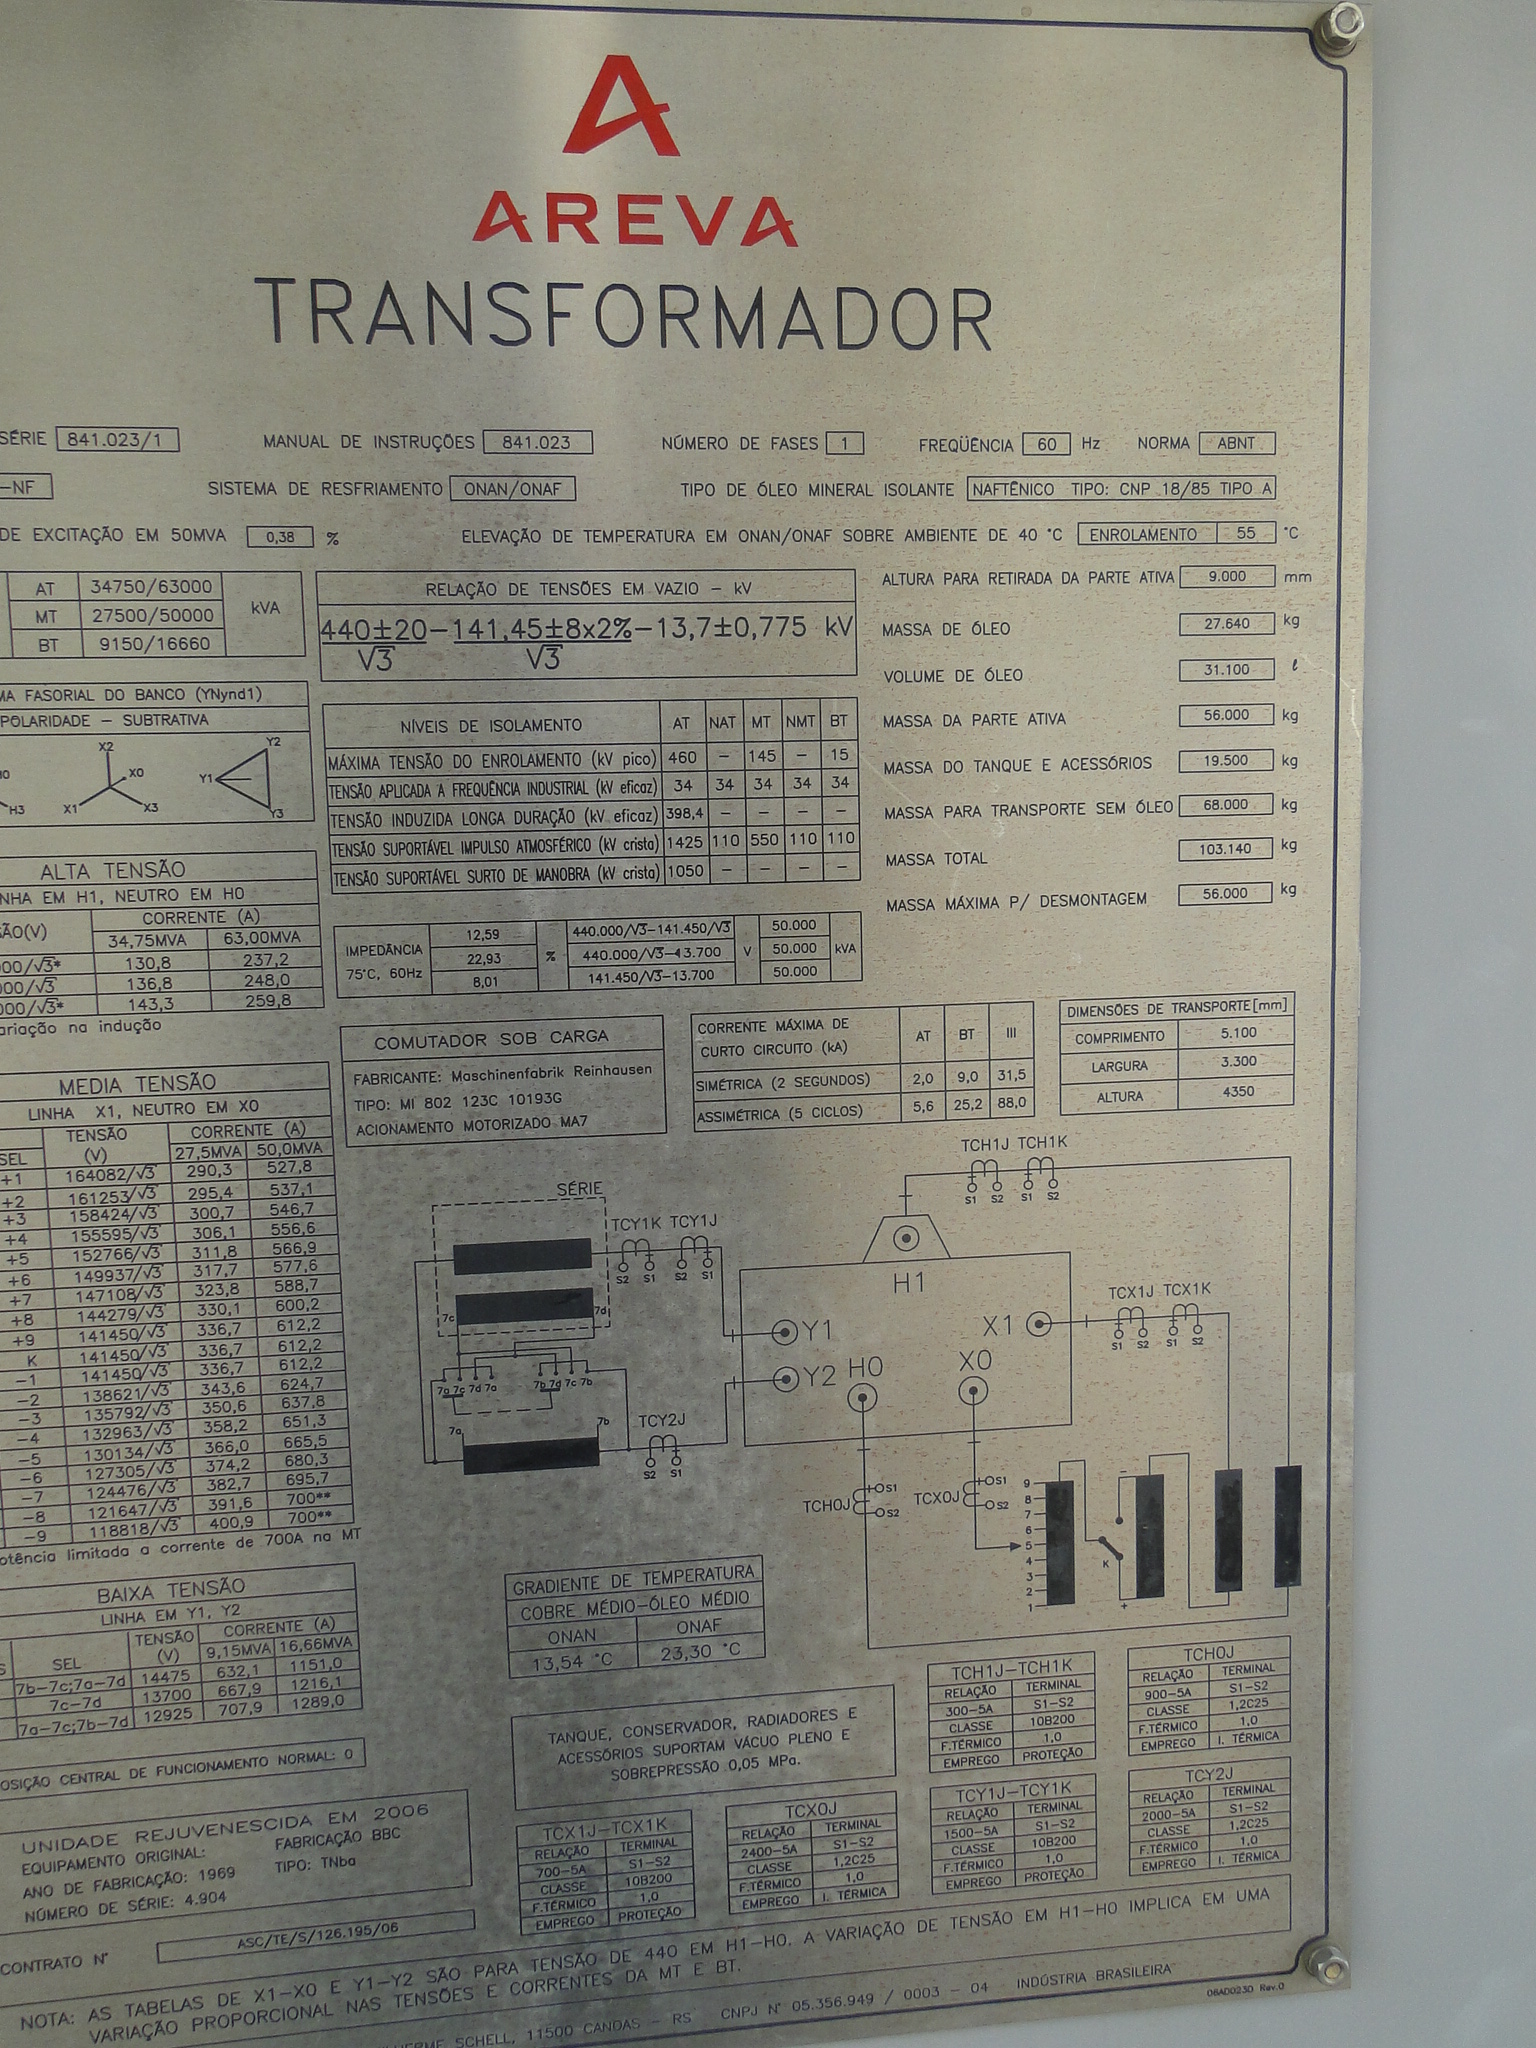 AREVA
TRANSFORMADOR
SÉRIE 841.023/1 MANUAL DE INSTRUÇÕES 841.023 NÚMERO DE FASES 1 FREQÜÊNCIA 60 Hz NORMA ABNT
-NF SISTEMA DE RESFRIAMENTO ONAN/ONAF TIPO DE ÓLEO MINERAL ISOLANTE NAFTÊNICO TIPO: CNP 18/85 TIPO A
DE EXCITAÇÃO EM 50MVA 0,38 % ELEVAÇÃO DE TEMPERATURA EM ONAN/ONAF SOBRE AMBIENTE DE 40 °C ENROLAMENTO 55 °C
AT 34750/63000 kVA
MT 27500/50000
BT 9150/16660
RELAÇÃO DE TENSÕES EM VAZIO - kV
440±20/√3-141,45±8x2%/√3-13,7±0,775 kV
ALTURA PARA RETIRADA DA PARTE ATIVA 9.000 mm
MASSA DE ÓLEO 27.640 kg
VOLUME DE ÓLEO 31.100 ℓ
MASSA DA PARTE ATIVA 56.000 kg
MASSA DO TANQUE E ACESSÓRIOS 19.500 kg
MASSA PARA TRANSPORTE SEM ÓLEO 68.000 kg
MASSA TOTAL 103.140 kg
MASSA MÁXIMA P/ DESMONTAGEM 56.000 kg
MA FASORIAL DO BANCO (YNynd1)
POLARIDADE - SUBTRATIVA
H3 X2 X0 X1 X3 Y2 Y1 Y3
NÍVEIS DE ISOLAMENTO AT NAT MT NMT BT
MÁXIMA TENSÃO DO ENROLAMENTO (kV pico) 460 - 145 - 15
TENSÃO APLICADA A FREQUÊNCIA INDUSTRIAL (kV eficaz) 34 34 34 34 34
TENSÃO INDUZIDA LONGA DURAÇÃO (kV eficaz) 398,4 - - - -
TENSÃO SUPORTÁVEL IMPULSO ATMOSFÉRICO (kV crista) 1425 110 550 110 110
TENSÃO SUPORTÁVEL SURTO DE MANOBRA (kV crista) 1050 - - - -
ALTA TENSÃO
NHA EM H1, NEUTRO EM H0
SÃO(V) CORRENTE (A)
34,75MVA 63,00MVA
000/√3* 130,8 237,2
000/√3 136,8 248,0
000/√3* 143,3 259,8
ariação na indução
IMPEDÂNCIA 75°C, 60Hz
12,59 % 440.000/√3-141.450/√3 V 50.000 kVA
22,93 440.000/√3-13.700 50.000
8,01 141.450/√3-13.700 50.000
COMUTADOR SOB CARGA
FABRICANTE: Maschinenfabrik Reinhausen
TIPO: MI 802 123C 10193G
ACIONAMENTO MOTORIZADO MA7
CORRENTE MÁXIMA DE CURTO CIRCUITO (kA) AT BT III
SIMÉTRICA (2 SEGUNDOS) 2,0 9,0 31,5
ASSIMÉTRICA (5 CICLOS) 5,6 25,2 88,0
DIMENSÕES DE TRANSPORTE[mm]
COMPRIMENTO 5.100
LARGURA 3.300
ALTURA 4350
MEDIA TENSÃO
LINHA X1, NEUTRO EM X0
SEL TENSÃO (V) CORRENTE (A)
27,5MVA 50,0MVA
+1 164082/√3 290,3 527,8
+2 161253/√3 295,4 537,1
+3 158424/√3 300,7 546,7
+4 155595/√3 306,1 556,6
+5 152766/√3 311,8 566,9
+6 149937/√3 317,7 577,6
+7 147108/√3 323,8 588,7
+8 144279/√3 330,1 600,2
+9 141450/√3 336,7 612,2
K 141450/√3 336,7 612,2
-1 141450/√3 336,7 612,2
-2 138621/√3 343,6 624,7
-3 135792/√3 350,6 637,8
-4 132963/√3 358,2 651,3
-5 130134/√3 366,0 665,5
-6 127305/√3 374,2 680,3
-7 124476/√3 382,7 695,7
-8 121647/√3 391,6 700**
-9 118818/√3 400,9 700**
otência limitada a corrente de 700A na MT
SÉRIE
TCY1K TCY1J
S2 S1 S2 S1
7c 7d
7a 7c 7d 7a 7b 7d 7c 7b
7a 7b
TCY2J
S2 S1
TCH1J TCH1K
S1 S2 S1 S2
H1
Y1 X1
Y2 H0 X0
TCX1J TCX1K
S1 S2 S1 S2
TCH0J S1 S2
TCX0J S1 S2
9 8 7 6 5 4 3 2 1
K - +
BAIXA TENSÃO
LINHA EM Y1, Y2
S SEL TENSÃO (V) CORRENTE (A)
9,15MVA 16,66MVA
7b-7c;7a-7d 14475 632,1 1151,0
7c-7d 13700 667,9 1216,1
7a-7c;7b-7d 12925 707,9 1289,0
OSIÇÃO CENTRAL DE FUNCIONAMENTO NORMAL: 0
GRADIENTE DE TEMPERATURA
COBRE MÉDIO-ÓLEO MÉDIO
ONAN ONAF
13,54 °C 23,30 °C
TANQUE, CONSERVADOR, RADIADORES E
ACESSÓRIOS SUPORTAM VÁCUO PLENO E
SOBREPRESSÃO 0,05 MPa.
TCH1J-TCH1K
RELAÇÃO TERMINAL
300-5A S1-S2
CLASSE 10B200
F.TÉRMICO 1,0
EMPREGO PROTEÇÃO
TCH0J
RELAÇÃO TERMINAL
900-5A S1-S2
CLASSE 1,2C25
F.TÉRMICO 1,0
EMPREGO I. TÉRMICA
TCX1J-TCX1K
RELAÇÃO TERMINAL
700-5A S1-S2
CLASSE 10B200
F.TÉRMICO 1,0
EMPREGO PROTEÇÃO
TCX0J
RELAÇÃO TERMINAL
2400-5A S1-S2
CLASSE 1,2C25
F.TÉRMICO 1,0
EMPREGO I. TÉRMICA
TCY1J-TCY1K
RELAÇÃO TERMINAL
1500-5A S1-S2
CLASSE 10B200
F.TÉRMICO 1,0
EMPREGO PROTEÇÃO
TCY2J
RELAÇÃO TERMINAL
2000-5A S1-S2
CLASSE 1,2C25
F.TÉRMICO 1,0
EMPREGO I. TÉRMICA
UNIDADE REJUVENESCIDA EM 2006
EQUIPAMENTO ORIGINAL: FABRICAÇÃO BBC
ANO DE FABRICAÇÃO: 1969 TIPO: TNba
NÚMERO DE SÉRIE: 4.904
CONTRATO N° ASC/TE/S/126.195/06
NOTA: AS TABELAS DE X1-X0 E Y1-Y2 SÃO PARA TENSÃO DE 440 EM H1-H0. A VARIAÇÃO DE TENSÃO EM H1-H0 IMPLICA EM UMA
VARIAÇÃO PROPORCIONAL NAS TENSÕES E CORRENTES DA MT E BT.
SCHELL, 11500 CANOAS - RS CNPJ N° 05.356.949 / 0003 - 04 INDÚSTRIA BRASILEIRA
08AD0230 Rev.0